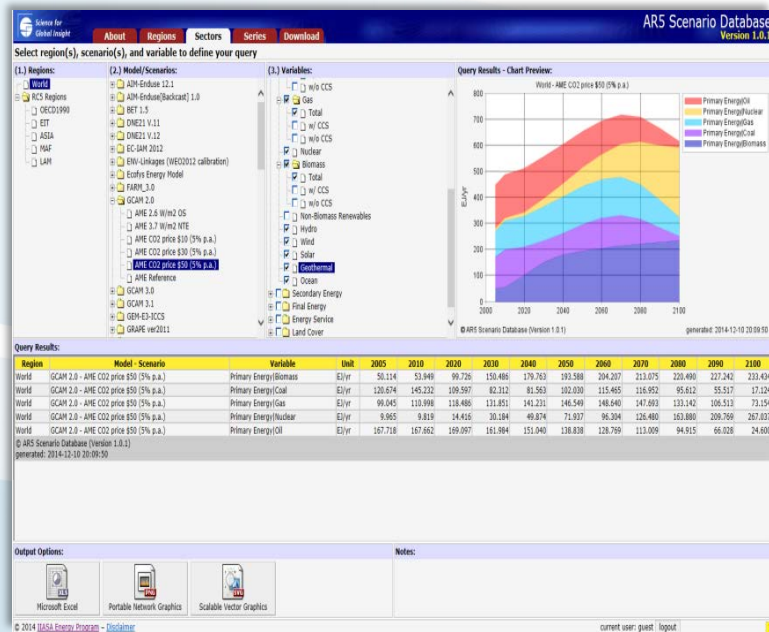 Science for
Global Insight
About Regions Sectors Series Download
AR5 Scenario Database
Version 1.0.1
Select region(s), scenario(s), and variable to define your query
(1.) Regions:
World
RC5 Regions
OECD1990
EIT
ASIA
MAF
LAM
(2.) Model/Scenarios:
AIM-Enduse 12.1
AIM-Enduse[Backcast] 1.0
BET 1.5
DNE21 V.11
DNE21 V.12
EC-IAM 2012
ENV-Linkages (WEO2012 calibration)
Ecofys Energy Model
FARM_3.0
GCAM 2.0
AME 2.6 W/m2 OS
AME 3.7 W/m2 NTE
AME CO2 price $10 (5% p.a.)
AME CO2 price $30 (5% p.a.)
AME CO2 price $50 (5% p.a.)
AME Reference
GCAM 3.0
GCAM 3.1
GEM-E3-ICCS
GRAPE ver2011
(3.) Variables:
w/o CCS
Gas
Total
w/ CCS
w/o CCS
Nuclear
Biomass
Total
w/ CCS
w/o CCS
Non-Biomass Renewables
Hydro
Wind
Solar
Geothermal
Ocean
Secondary Energy
Final Energy
Energy Service
Land Cover
Query Results - Chart Preview:
World - AME CO2 price $50 (5% p.a.)
800
700
600
500
400
300
200
100
0
EJ/yr
2000 2020 2040 2060 2080 2100
Primary Energy|Oil
Primary Energy|Nuclear
Primary Energy|Gas
Primary Energy|Coal
Primary Energy|Biomass
© AR5 Scenario Database (Version 1.0.1) generated: 2014-12-10 20:09:50
Query Results:
Region Model - Scenario Variable Unit 2005 2010 2020 2030 2040 2050 2060 2070 2080 2090 2100
World GCAM 2.0 - AME CO2 price $50 (5% p.a.) Primary Energy|Biomass EJ/yr 50.114 53.949 99.726 150.486 179.763 193.588 204.207 213.075 220.490 227.242 233.434
World GCAM 2.0 - AME CO2 price $50 (5% p.a.) Primary Energy|Coal EJ/yr 120.674 145.232 109.597 82.312 81.563 102.030 115.465 116.952 95.612 55.517 17.124
World GCAM 2.0 - AME CO2 price $50 (5% p.a.) Primary Energy|Gas EJ/yr 99.045 110.998 118.486 131.851 141.231 146.549 148.640 147.693 133.142 106.513 73.154
World GCAM 2.0 - AME CO2 price $50 (5% p.a.) Primary Energy|Nuclear EJ/yr 9.965 9.819 14.416 30.184 49.874 71.937 96.304 126.480 163.880 209.769 267.037
World GCAM 2.0 - AME CO2 price $50 (5% p.a.) Primary Energy|Oil EJ/yr 167.718 167.662 169.097 161.984 151.040 138.838 128.769 113.009 94.915 66.028 24.600
© AR5 Scenario Database (Version 1.0.1)
generated: 2014-12-10 20:09:50
Output Options:
Notes:
Microsoft Excel
Portable Network Graphics
Scalable Vector Graphics
© 2014 IIASA Energy Program - Disclaimer
current user: guest logout